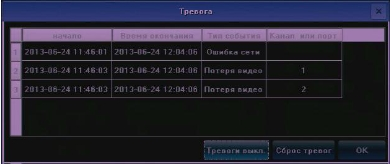 Тревога
начало Время окончания Тип события Канал или порт
1 2013-06-24 11:46:01 2013-06-24 12:04:06 Ошибка сети
2 2013-06-24 11:46:03 2013-06-24 12:04:06 Потеря видео 1
3 2013-06-24 11:46:03 2013-06-24 12:04:06 Потеря видео 2
Тревоги выкл. Сброс тревог OK